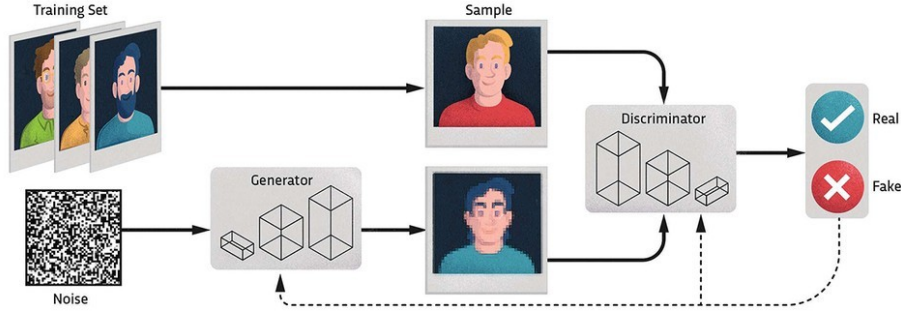 Training Set
Sample
Discriminator
Real
Generator
Fake
Noise